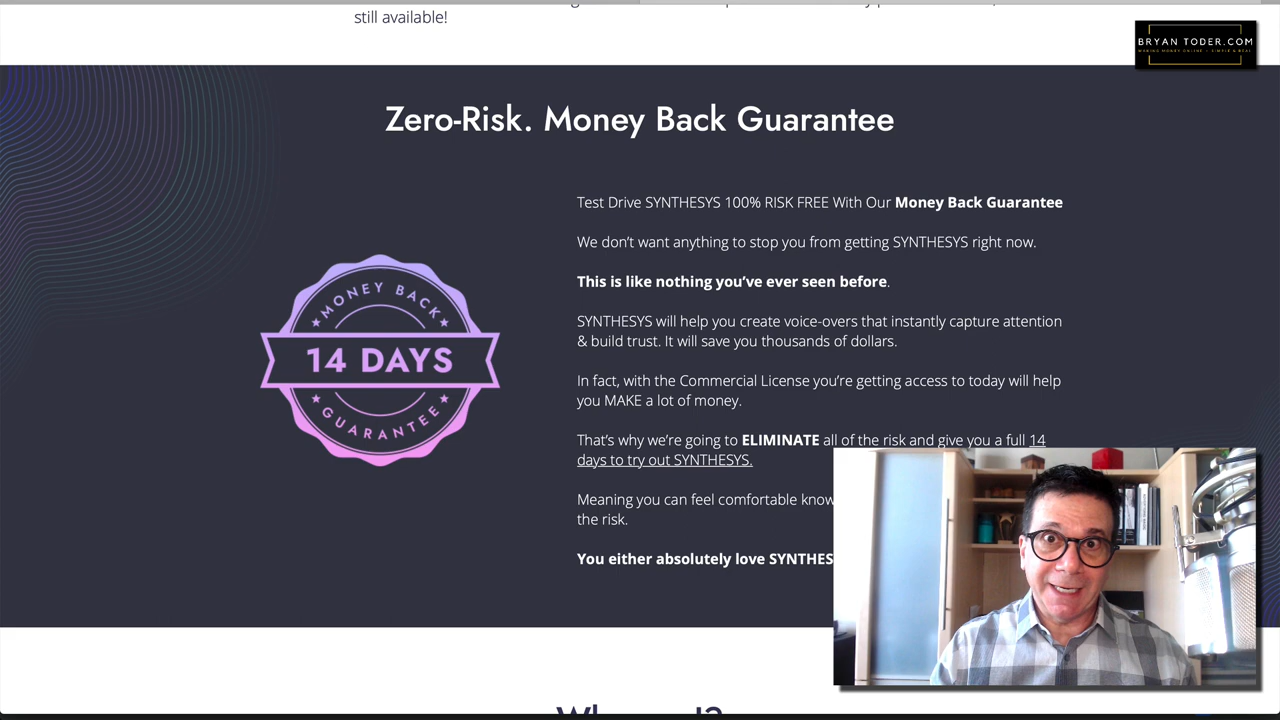 still available!
BRYAN TODER.COM
MAKING MONEY ONLINE - SIMPLE & REAL
Zero-Risk. Money Back Guarantee
MONEY BACK
14 DAYS
GUARANTEE
Test Drive SYNTHESYS 100% RISK FREE With Our Money Back Guarantee
We don’t want anything to stop you from getting SYNTHESYS right now.
This is like nothing you’ve ever seen before.
SYNTHESYS will help you create voice-overs that instantly capture attention
& build trust. It will save you thousands of dollars.
In fact, with the Commercial License you’re getting access to today will help
you MAKE a lot of money.
That’s why we’re going to ELIMINATE all of the risk and give you a full 14
days to try out SYNTHESYS.
Meaning you can feel comfortable know
the risk.
You either absolutely love SYNTHES